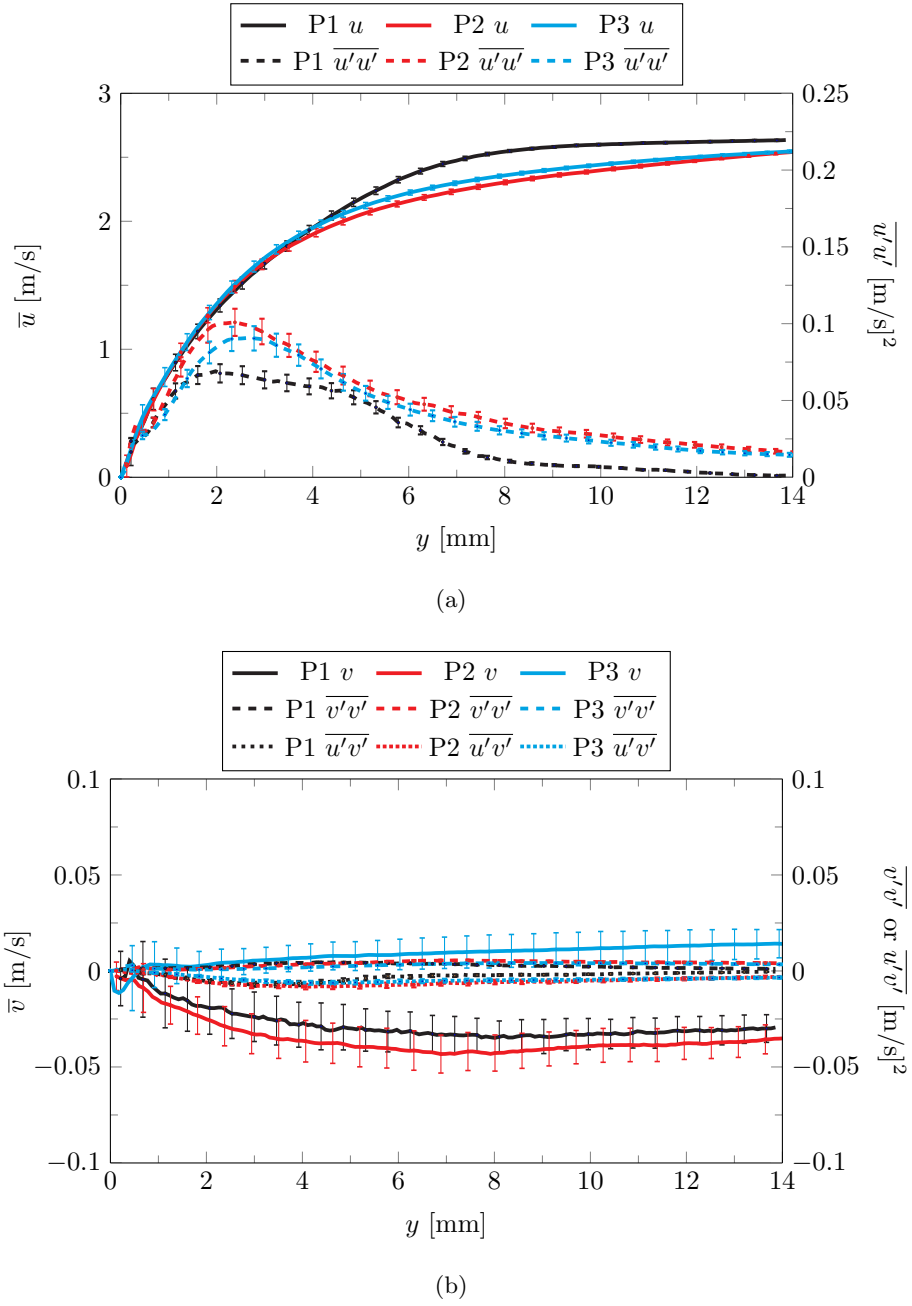 P1 u P2 u P3 u
P1 u′u′ P2 u′u′ P3 u′u′
3 0.25
0.2
2 0.15
u̅ [m/s] u′u′ [m/s]²
1 0.1
0.05
0 0
0 2 4 6 8 10 12 14
y [mm]
(a)
P1 v P2 v P3 v
P1 v′v′ P2 v′v′ P3 v′v′
P1 u′v′ P2 u′v′ P3 u′v′
0.1 0.1
0.05 0.05
v̅ [m/s] v′v′ or u′v′ [m/s]²
0 0
−0.05 −0.05
−0.1 −0.1
0 2 4 6 8 10 12 14
y [mm]
(b)